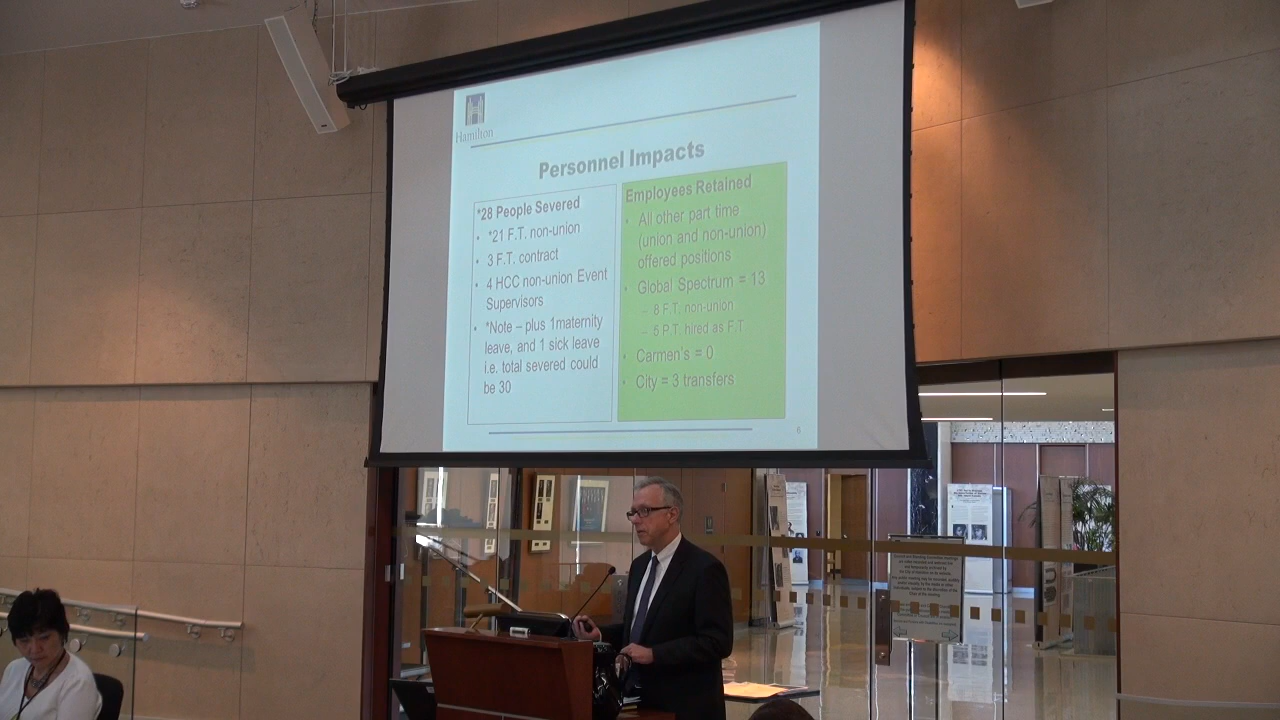 Hamilton
Personnel Impacts
*28 People Severed
• *21 F.T. non-union
• 3 F.T. contract
• 4 HCC non-union Event
Supervisors
• *Note – plus 1maternity
leave, and 1 sick leave
i.e. total severed could
be 30
Employees Retained
• All other part time
(union and non-union)
offered positions
• Global Spectrum = 13
– 8 F.T. non-union
– 5 P.T. hired as F.T.
• Carmen's = 0
• City = 3 transfers
6